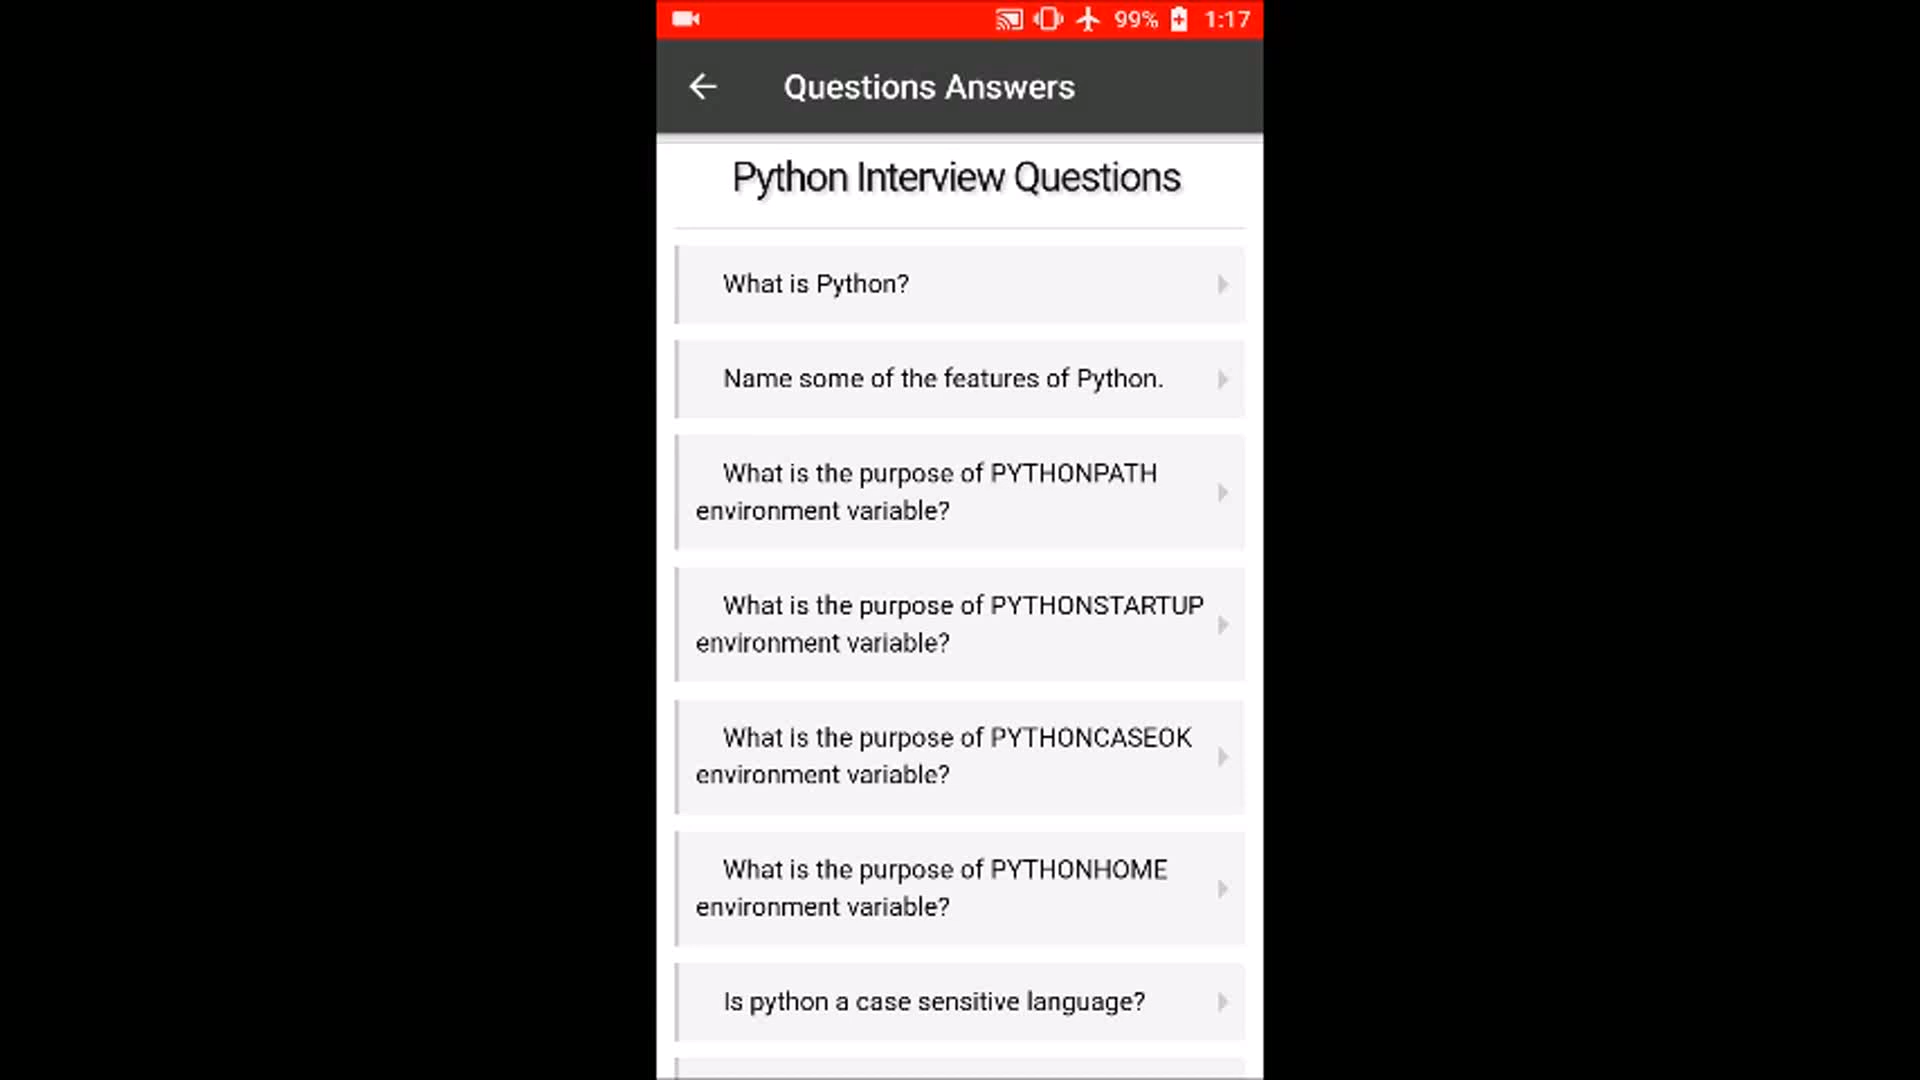 99% 1:17
Questions Answers
Python Interview Questions
What is Python?
Name some of the features of Python.
What is the purpose of PYTHONPATH
environment variable?
What is the purpose of PYTHONSTARTUP
environment variable?
What is the purpose of PYTHONCASEOK
environment variable?
What is the purpose of PYTHONHOME
environment variable?
Is python a case sensitive language?